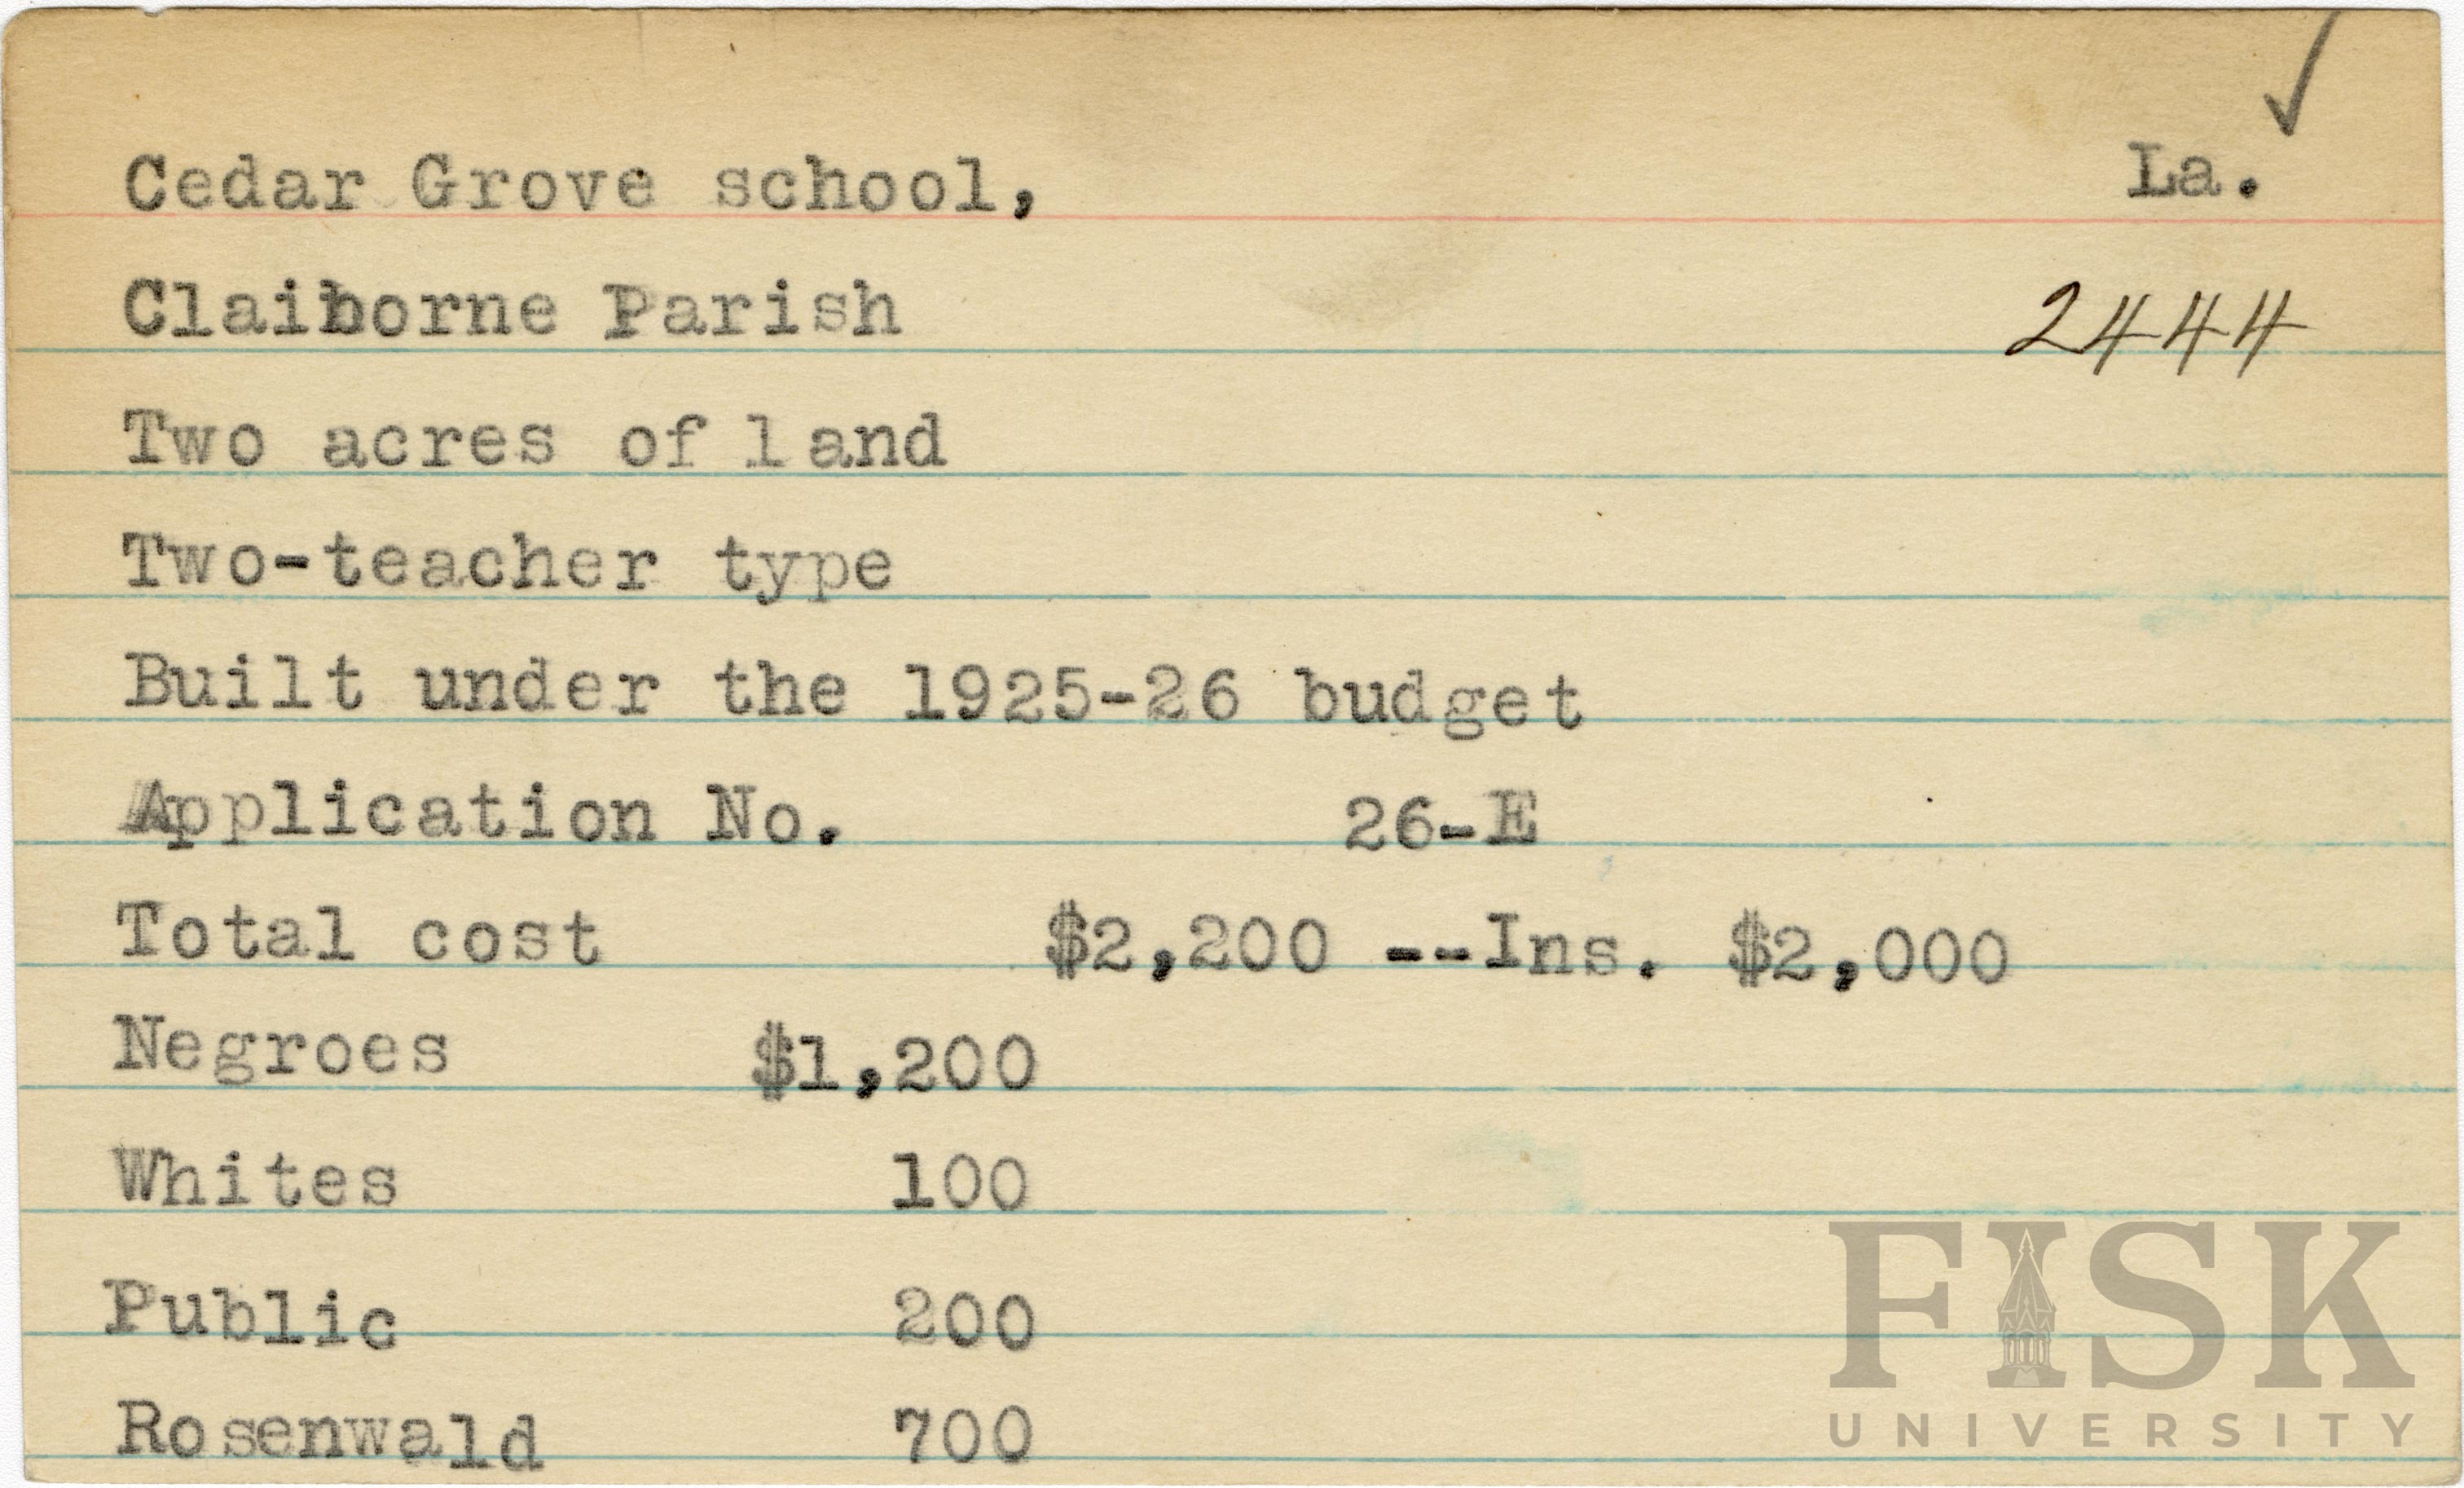 Cedar Grove school, La.
Claiborne Parish 2444
Two acres of land
Two-teacher type
Built under the 1925-26 budget
Application No. 26-E
Total cost $2,200 --Ins. $2,000
Negroes $1,200
Whites 100
Public 200
Rosenwald 700
FISK
UNIVERSITY